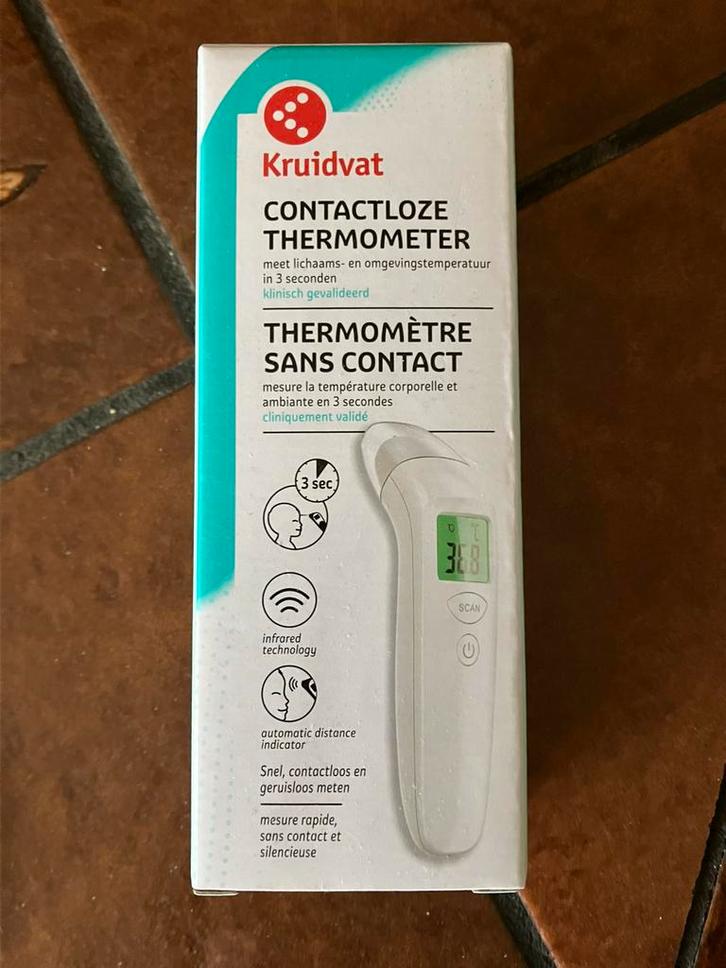 Kruidvat
CONTACTLOZE
THERMOMETER
meet lichaams- en omgevingstemperatuur
in 3 seconden
klinisch gevalideerd
THERMOMÈTRE
SANS CONTACT
mesure la température corporelle et
ambiante en 3 secondes
cliniquement validé
3 sec
°C
SCAN
infrared
technology
automatic distance
indicator
Snel, contactloos en
geruisloos meten
mesure rapide,
sans contact et
silencieuse